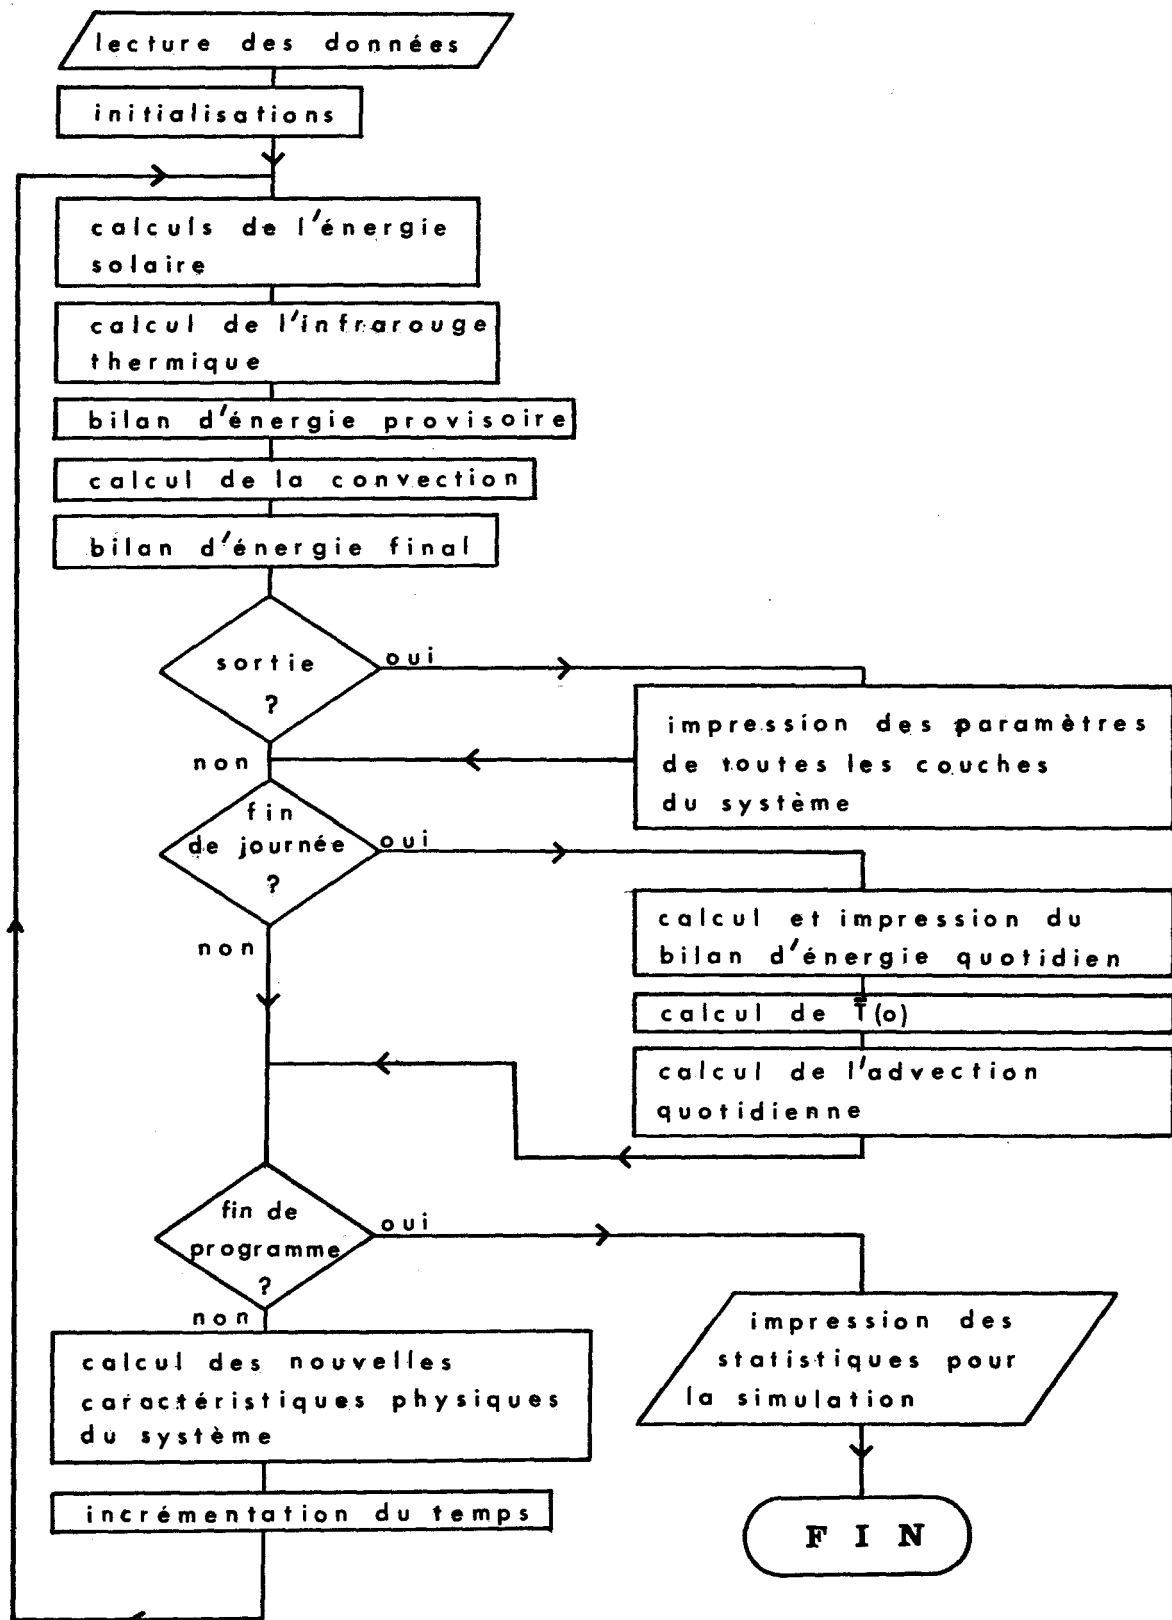 lecture des données
initialisations
calculs de l'énergie
solaire
calcul de l'infrarouge
thermique
bilan d'énergie provisoire
calcul de la convection
bilan d'énergie final
sortie
?
oui
non
impression des paramètres
de toutes les couches
du système
fin
de journée
?
oui
non
calcul et impression du
bilan d'énergie quotidien
calcul de T̿(o)
calcul de l'advection
quotidienne
fin de
programme
?
oui
non
impression des
statistiques pour
la simulation
calcul des nouvelles
caractéristiques physiques
du système
incrémentation du temps
FIN